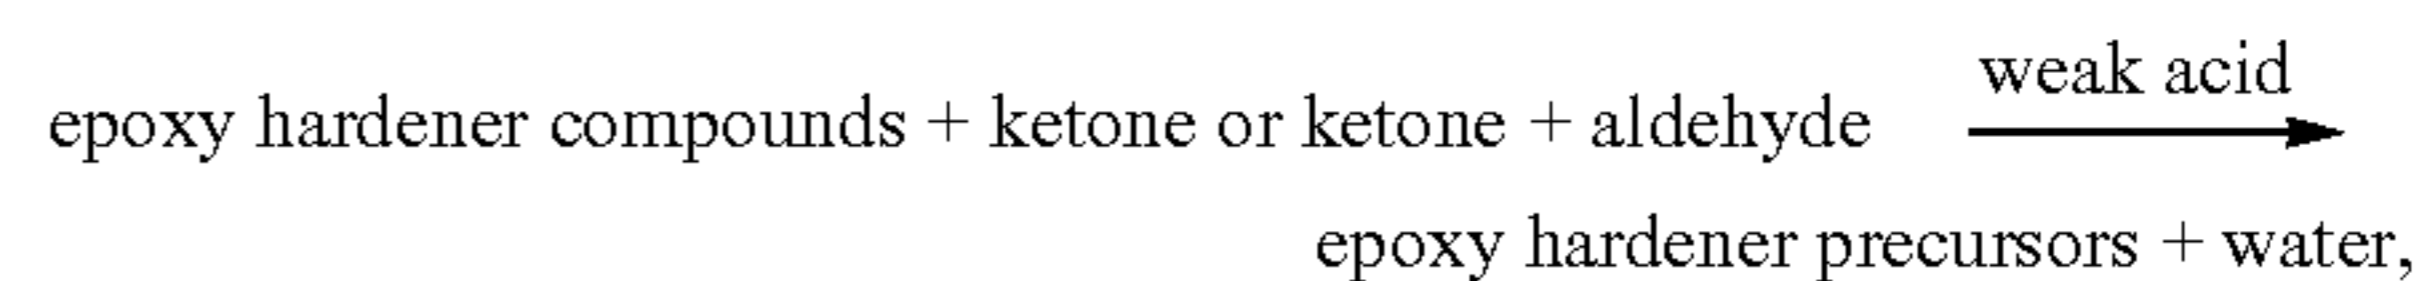 epoxy hardener compounds + ketone or ketone + aldehyde weak acid
epoxy hardener precursors + water,